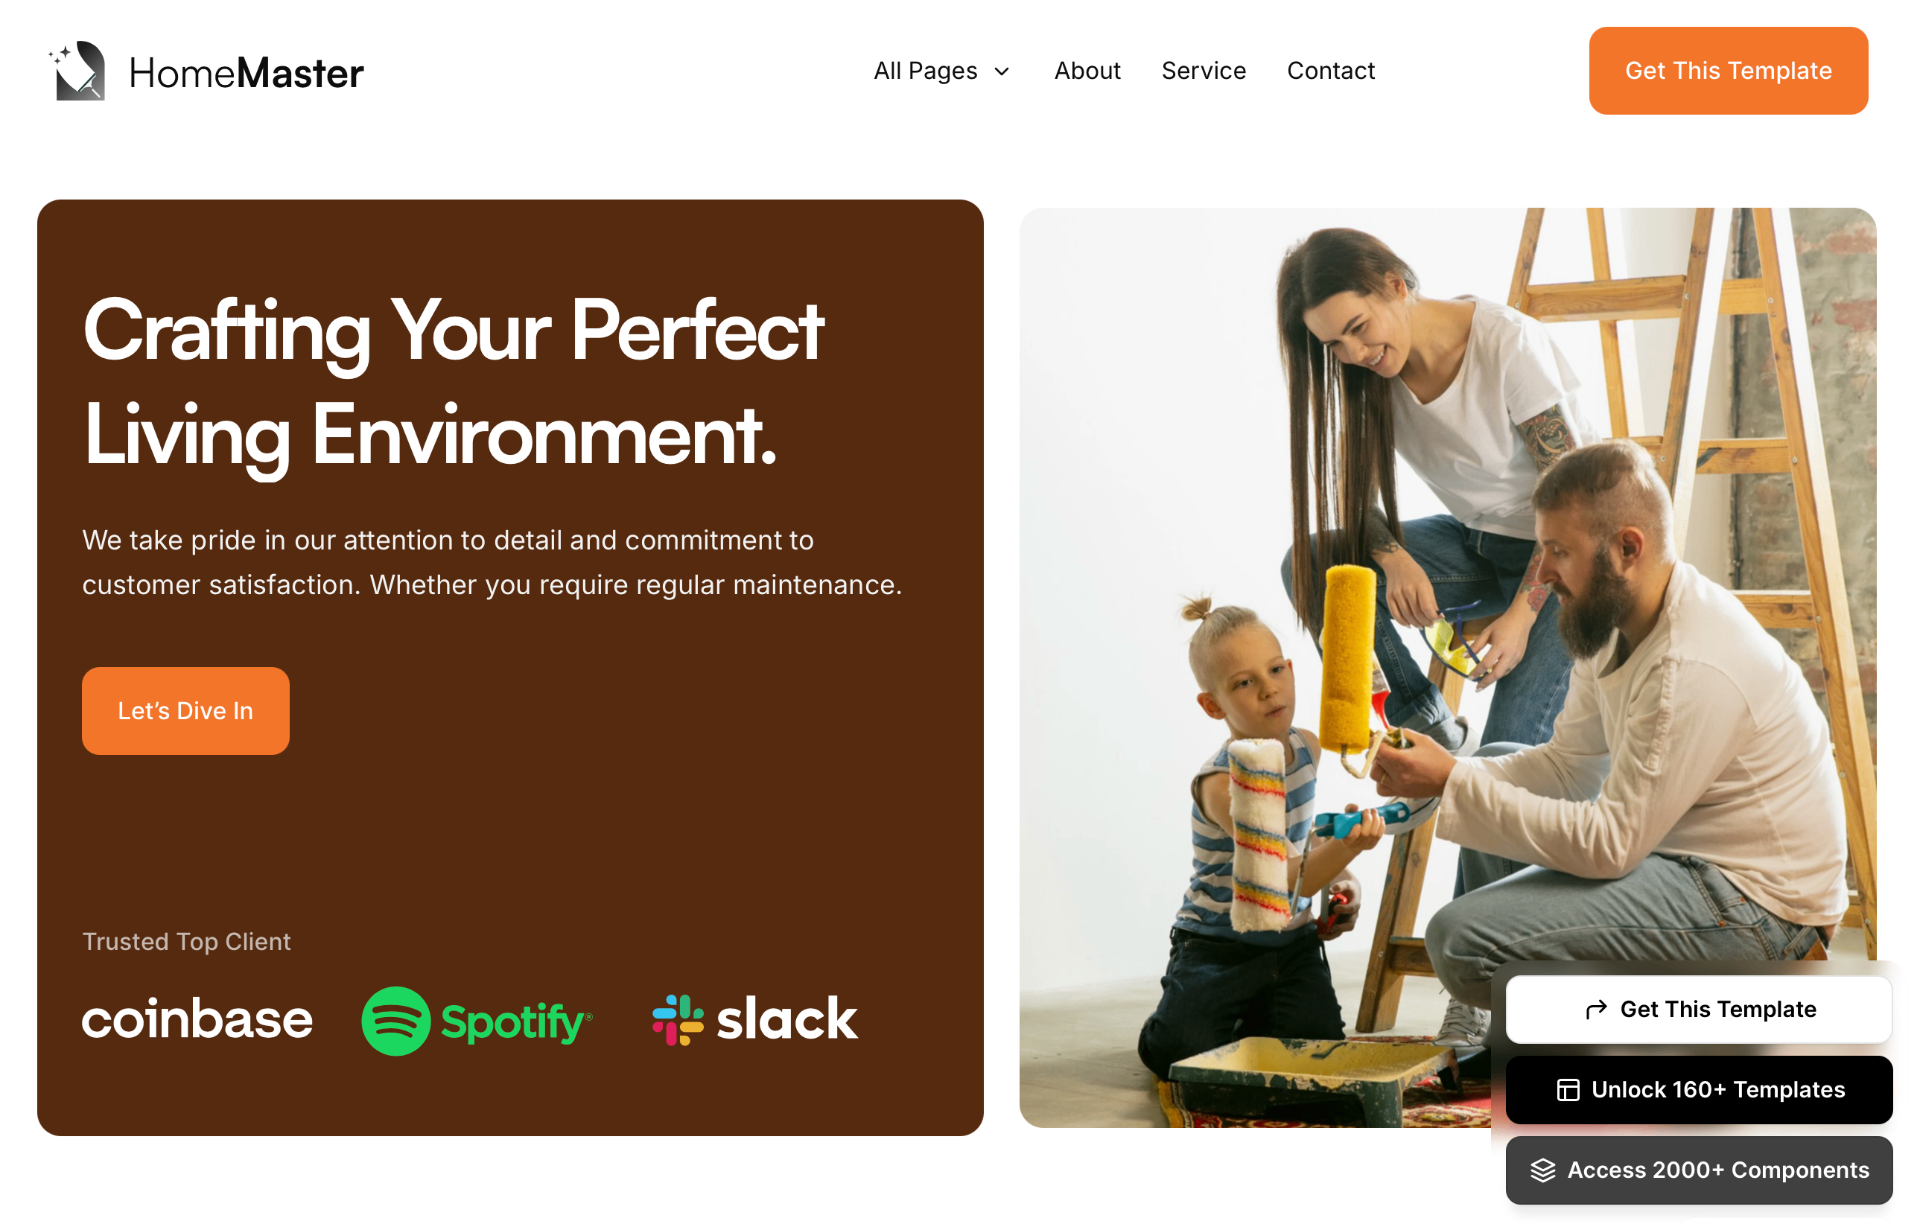 HomeMaster
All Pages
About
Service
Contact
Get This Template
Crafting Your Perfect
Living Environment.
We take pride in our attention to detail and commitment to
customer satisfaction. Whether you require regular maintenance.
Let’s Dive In
Trusted Top Client
coinbase
Spotify®
slack
Get This Template
Unlock 160+ Templates
Access 2000+ Components